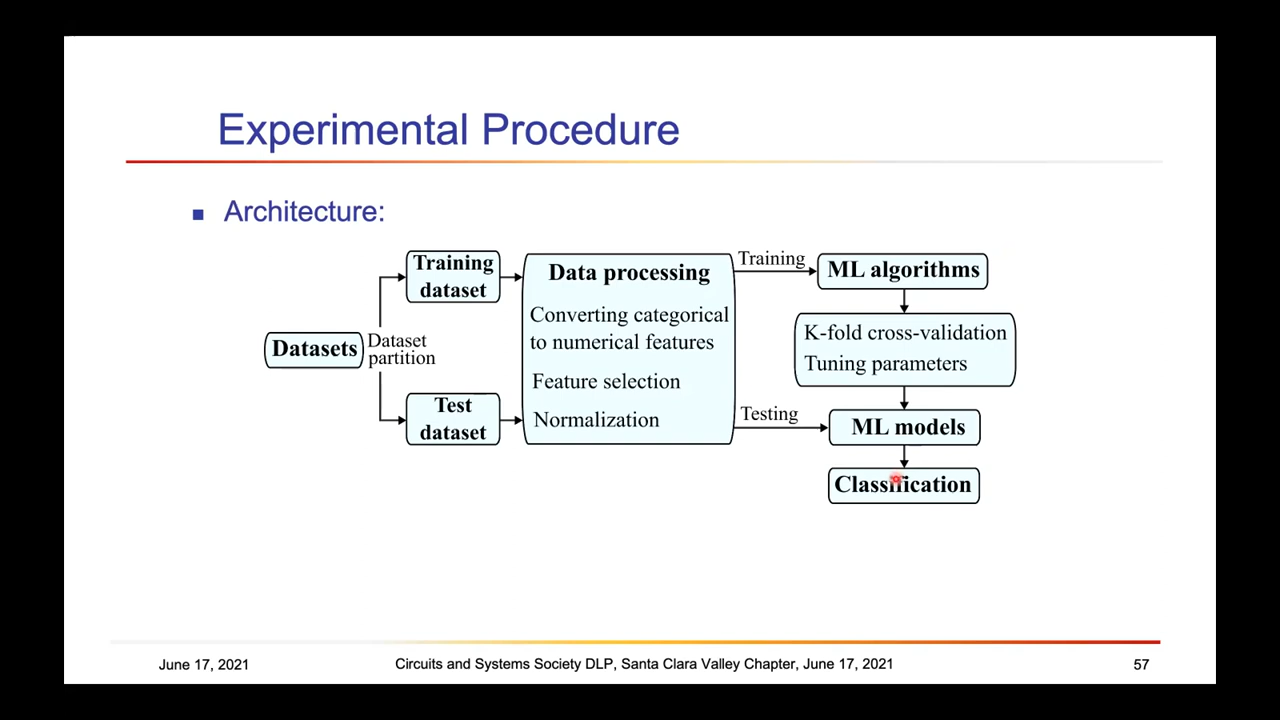 Experimental Procedure
Architecture:
Datasets
Dataset
partition
Training
dataset
Test
dataset
Data processing
Converting categorical
to numerical features
Feature selection
Normalization
Training
Testing
ML algorithms
K-fold cross-validation
Tuning parameters
ML models
Classification
June 17, 2021
Circuits and Systems Society DLP, Santa Clara Valley Chapter, June 17, 2021
57